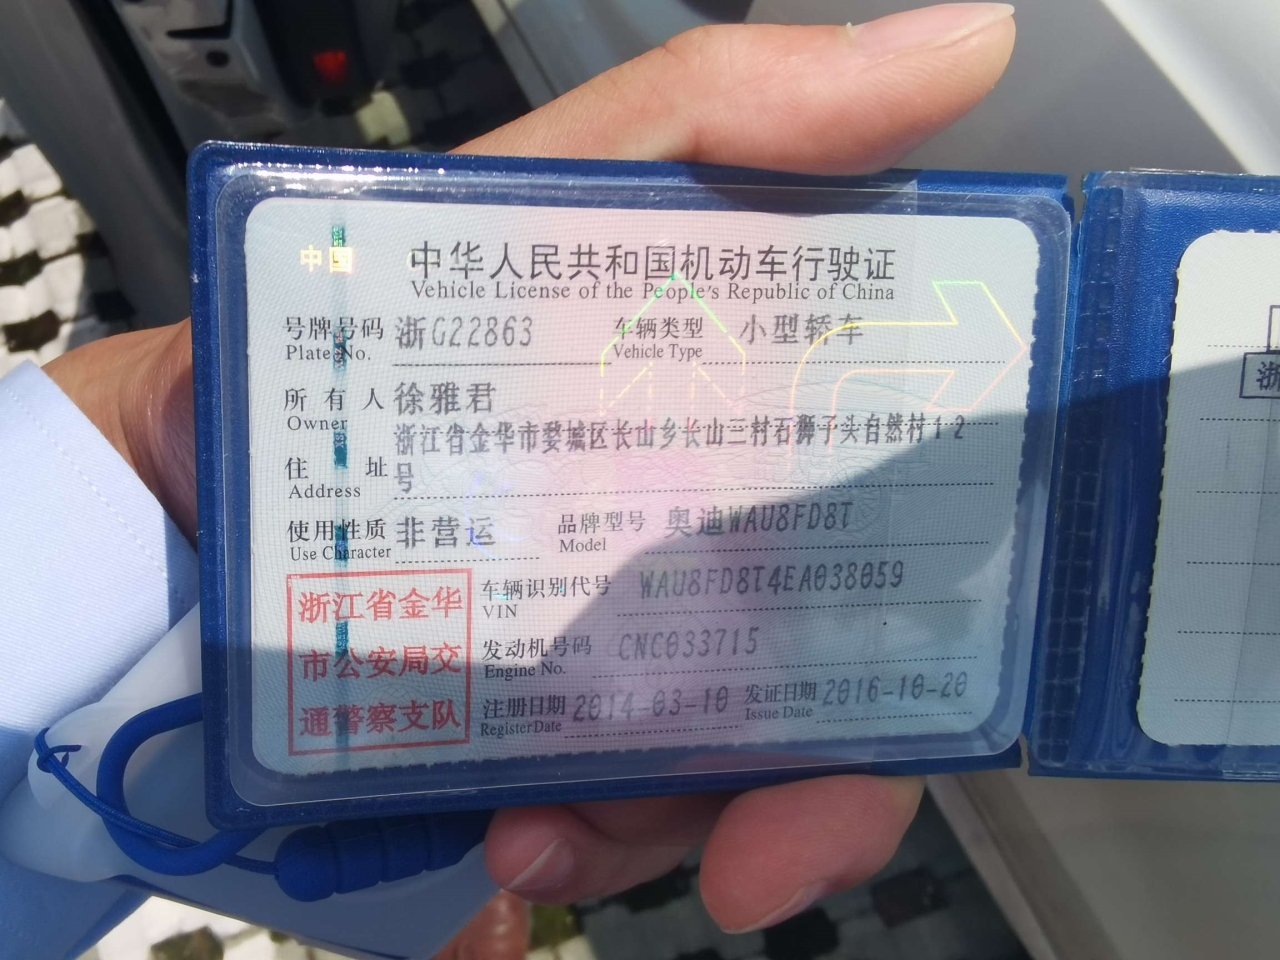 中国 中华人民共和国机动车行驶证
Vehicle License of the People's Republic of China
号牌号码 浙G22863 车辆类型 小型轿车
Plate No. Vehicle Type
所有人 徐雅君
Owner
浙江省金华市婺城区长山乡长山三村石狮子头自然村12
住址 号
Address
使用性质 非营运 品牌型号 奥迪WAU8FD8T
Use Character Model
浙江省金华 车辆识别代号 WAU8FD8T4EA038059
VIN
市公安局交 发动机号码 CNC033715
Engine No.
通警察支队 注册日期 2014-03-10 发证日期 2016-10-20
Register Date Issue Date
浙